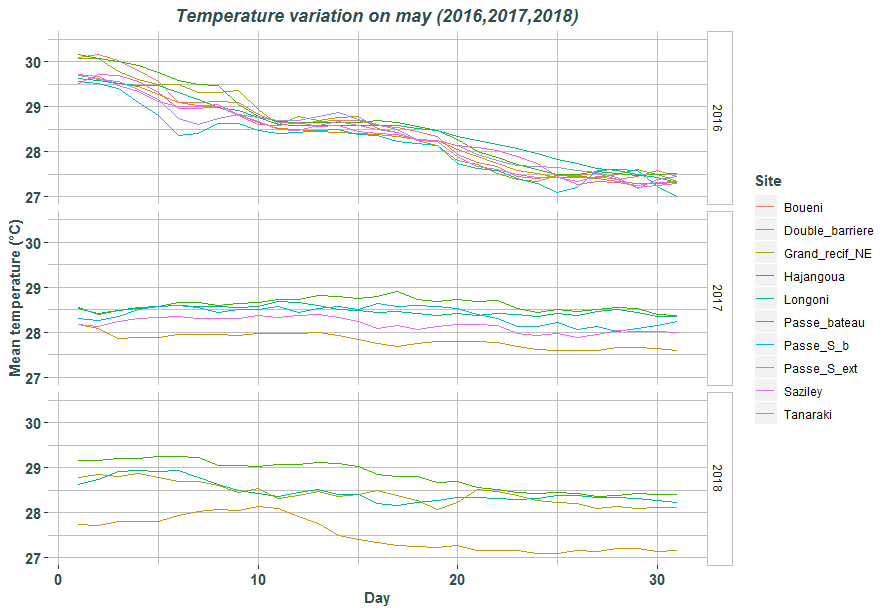 Temperature variation on may (2016,2017,2018)
30
29
28
27
2016
30
29
28
27
2017
30
29
28
27
2018
0
10
20
30
Day
Mean temperature (°C)
Site
Boueni
Double_barriere
Grand_recif_NE
Hajangoua
Longoni
Passe_bateau
Passe_S_b
Passe_S_ext
Saziley
Tanaraki